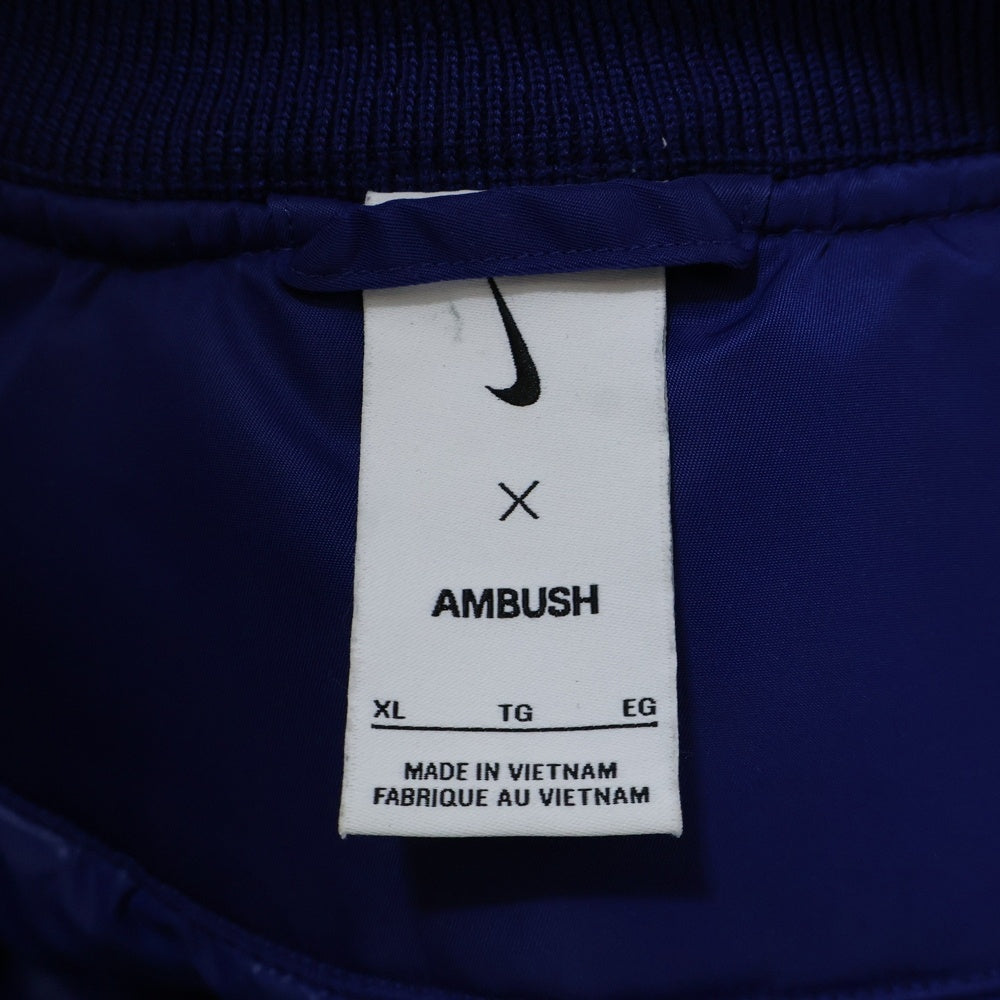 X
AMBUSH
XL TG EG
MADE IN VIETNAM
FABRIQUE AU VIETNAM